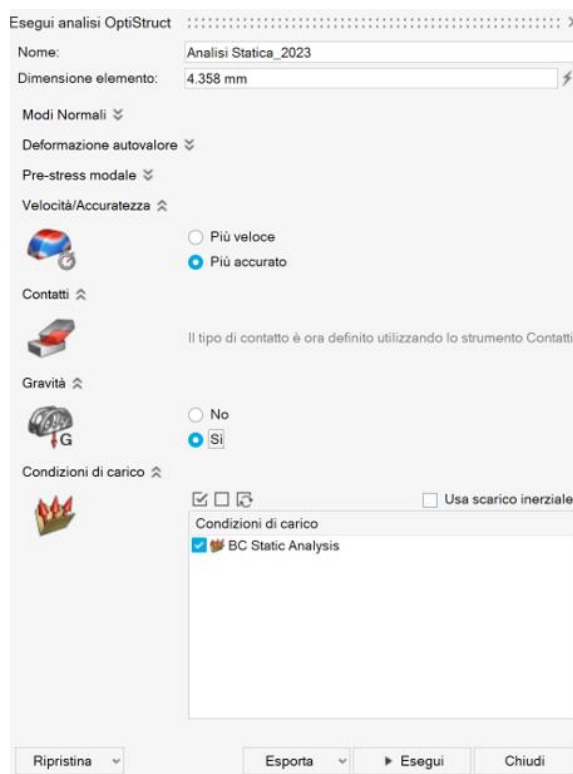 Esegui analisi OptiStruct
Nome: Analisi Statica_2023
Dimensione elemento: 4.358 mm
Modi Normali
Deformazione autovalore
Pre-stress modale
Velocità/Accuratezza
Più veloce
Più accurato
Contatti
Il tipo di contatto è ora definito utilizzando lo strumento Contatti
Gravità
No
G
Sì
Condizioni di carico
Usa scarico inerziale
Condizioni di carico
BC Static Analysis
Ripristina Esporta Esegui Chiudi